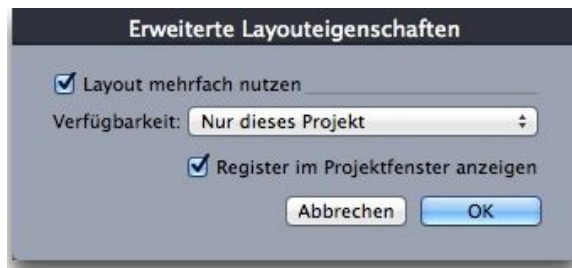 Erweiterte Layouteigenschaften
Layout mehrfach nutzen
Verfügbarkeit: Nur dieses Projekt
Register im Projektfenster anzeigen
Abbrechen OK